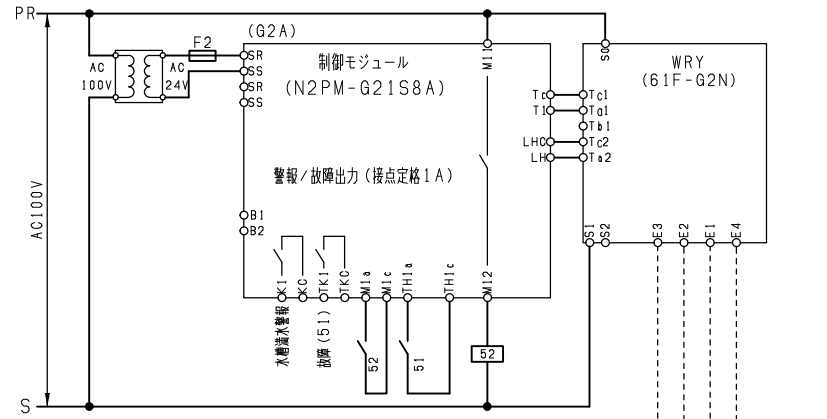 PR
(G2A)
F2
SR
SS
SR
SS
AC
100V
AC
24V
制御モジュール
(N2PM-G21S8A)
M11
S0
WRY
(61F-G2N)
Tc
T1
LHC
LH
Tc1
Ta1
Tb1
Tc2
Ta2
警報/故障出力(接点定格1A)
AC100V
B1
B2
K1
KC
TK1
TKC
M1a
M1c
TH1a
TH1c
M12
S1
S2
E3
E2
E1
E4
水槽満水警報
故障(51)
52
51
52
S